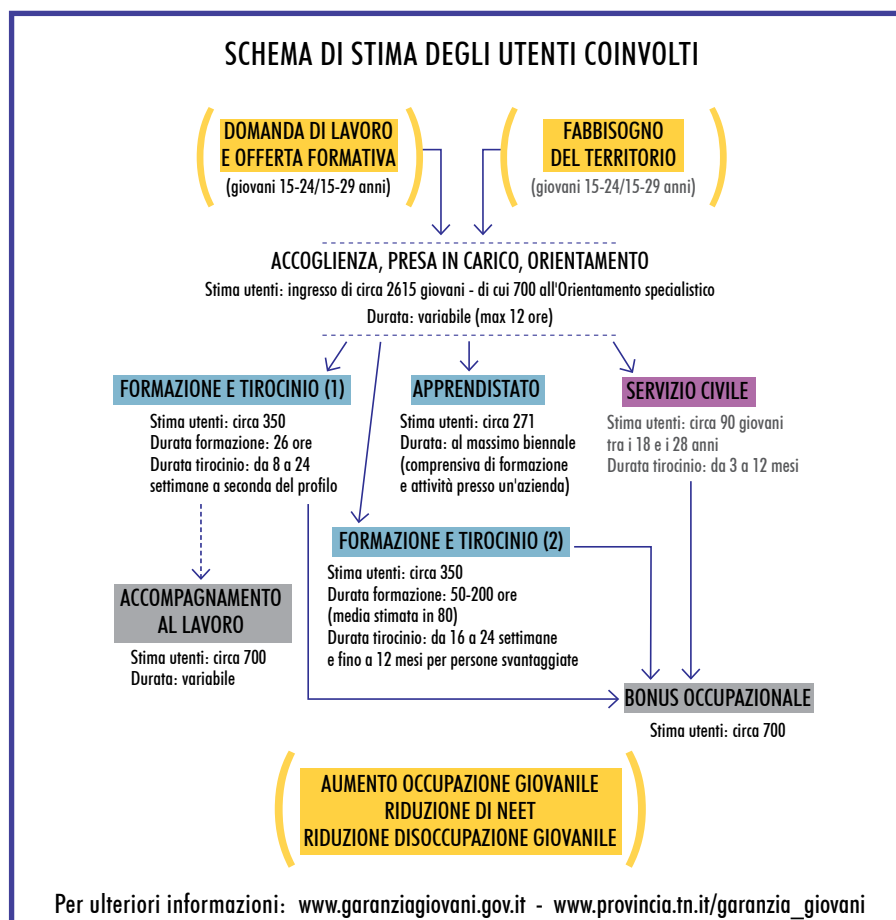 SCHEMA DI STIMA DEGLI UTENTI COINVOLTI
DOMANDA DI LAVORO
E OFFERTA FORMATIVA
(giovani 15-24/15-29 anni)
FABBISOGNO
DEL TERRITORIO
(giovani 15-24/15-29 anni)
ACCOGLIENZA, PRESA IN CARICO, ORIENTAMENTO
Stima utenti: ingresso di circa 2615 giovani - di cui 700 all'Orientamento specialistico
Durata: variabile (max 12 ore)
FORMAZIONE E TIROCINIO (1)
Stima utenti: circa 350
Durata formazione: 26 ore
Durata tirocinio: da 8 a 24
settimane a seconda del profilo
APPRENDISTATO
Stima utenti: circa 271
Durata: al massimo biennale
(comprensiva di formazione
e attività presso un'azienda)
SERVIZIO CIVILE
Stima utenti: circa 90 giovani
tra i 18 e i 28 anni
Durata tirocinio: da 3 a 12 mesi
FORMAZIONE E TIROCINIO (2)
Stima utenti: circa 350
Durata formazione: 50-200 ore
(media stimata in 80)
Durata tirocinio: da 16 a 24 settimane
e fino a 12 mesi per persone svantaggiate
ACCOMPAGNAMENTO
AL LAVORO
Stima utenti: circa 700
Durata: variabile
BONUS OCCUPAZIONALE
Stima utenti: circa 700
AUMENTO OCCUPAZIONE GIOVANILE
RIDUZIONE DI NEET
RIDUZIONE DISOCCUPAZIONE GIOVANILE
Per ulteriori informazioni: www.garanziagiovani.gov.it - www.provincia.tn.it/garanzia_giovani